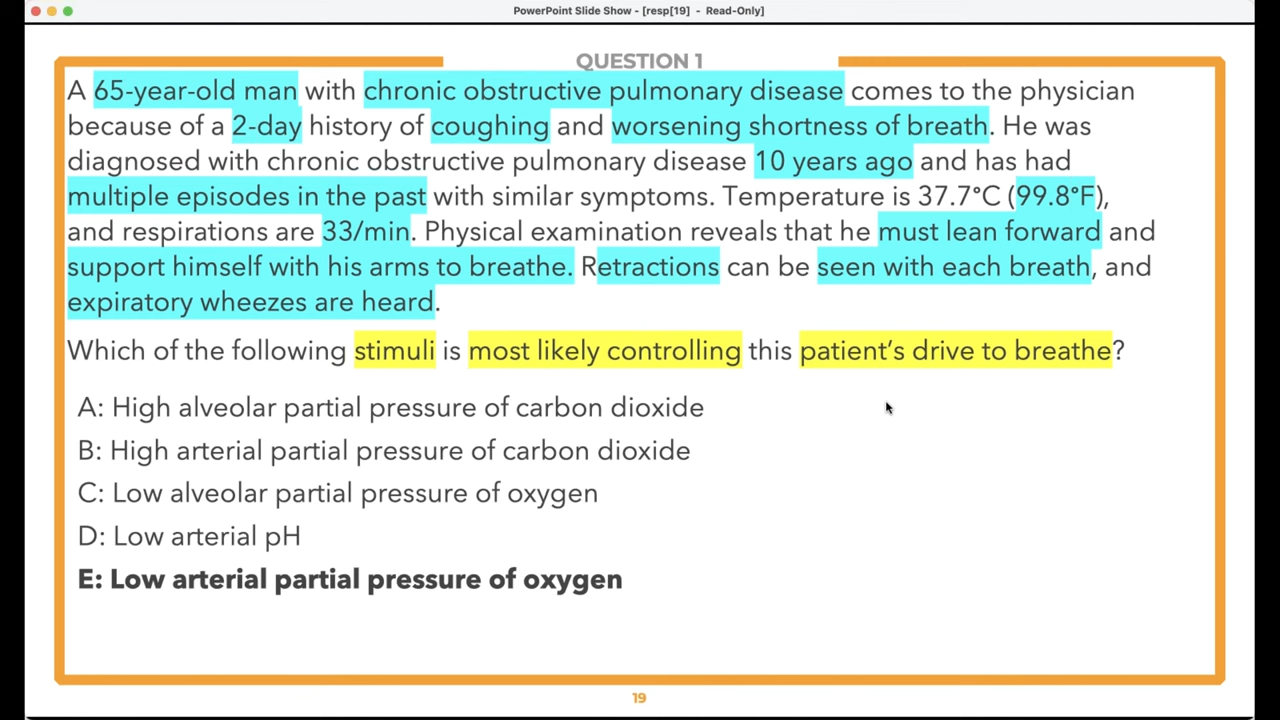 PowerPoint Slide Show - [resp[19] - Read-Only]
QUESTION 1
A 65-year-old man with chronic obstructive pulmonary disease comes to the physician
because of a 2-day history of coughing and worsening shortness of breath. He was
diagnosed with chronic obstructive pulmonary disease 10 years ago and has had
multiple episodes in the past with similar symptoms. Temperature is 37.7°C (99.8°F),
and respirations are 33/min. Physical examination reveals that he must lean forward and
support himself with his arms to breathe. Retractions can be seen with each breath, and
expiratory wheezes are heard.
Which of the following stimuli is most likely controlling this patient’s drive to breathe?
A: High alveolar partial pressure of carbon dioxide
B: High arterial partial pressure of carbon dioxide
C: Low alveolar partial pressure of oxygen
D: Low arterial pH
E: Low arterial partial pressure of oxygen
19